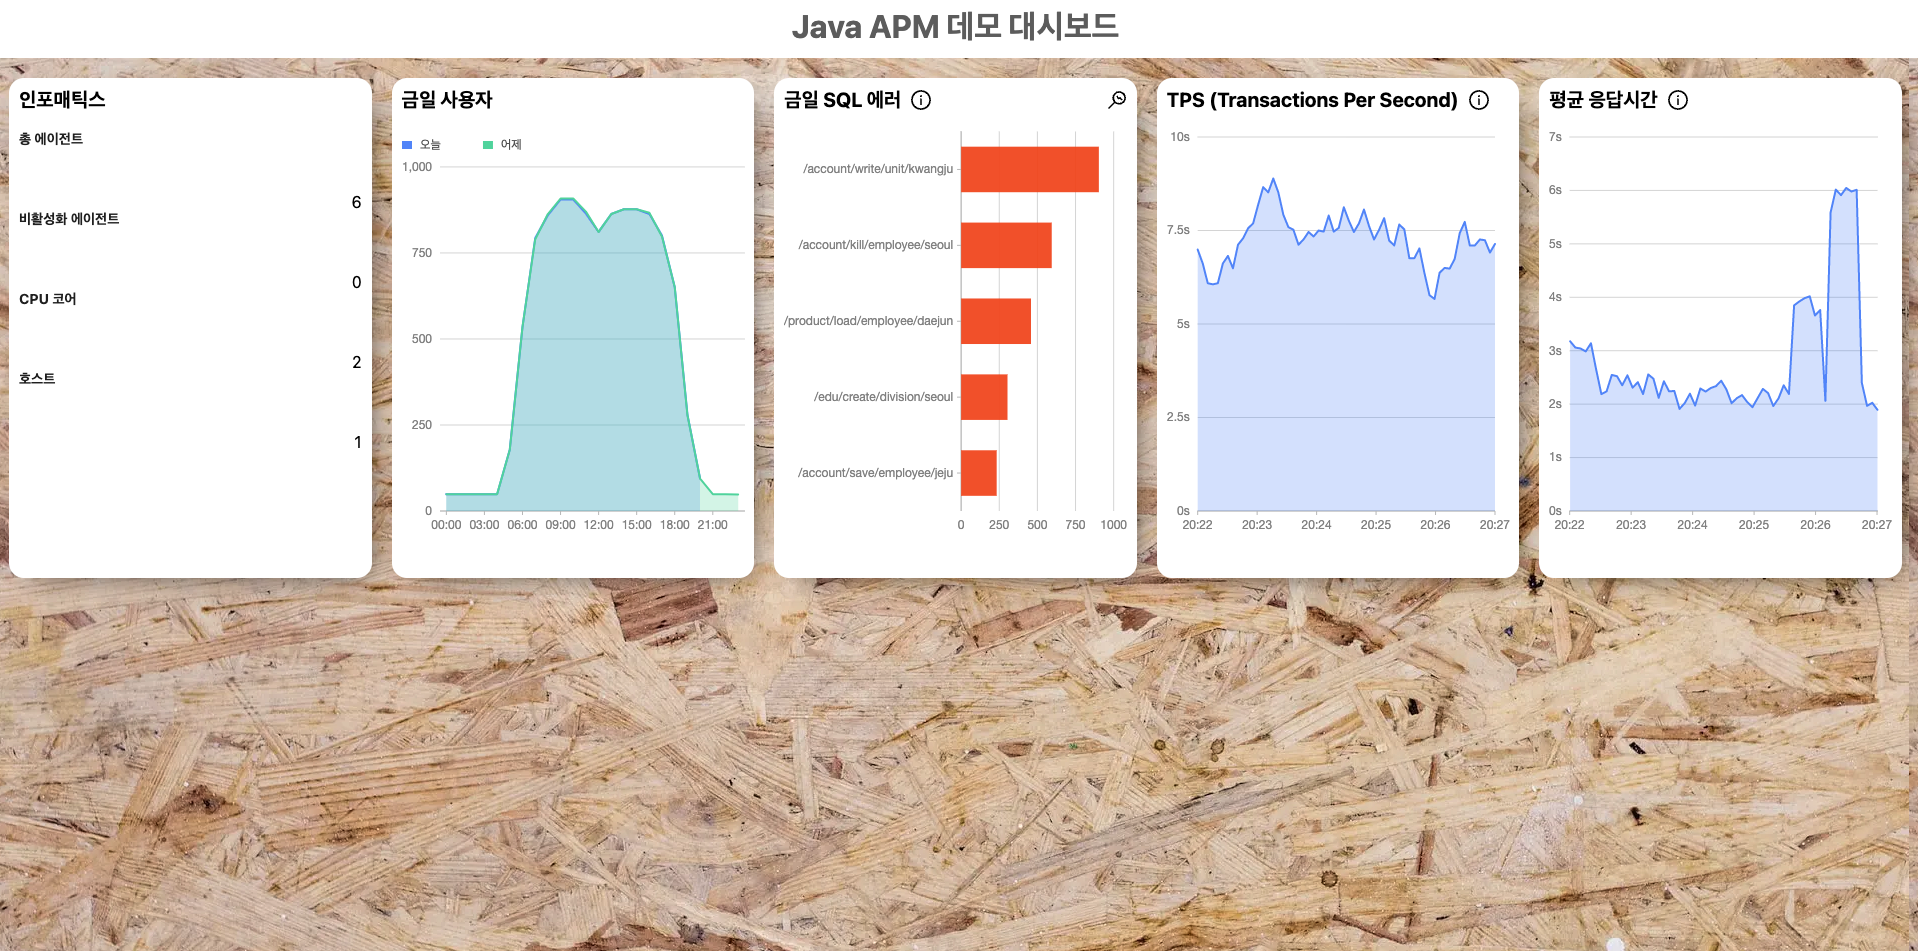 Java APM 데모 대시보드
인포매틱스
총 에이전트
6
비활성화 에이전트
0
CPU 코어
2
호스트
1
금일 사용자
오늘 어제
1,000
750
500
250
0
00:00 03:00 06:00 09:00 12:00 15:00 18:00 21:00
금일 SQL 에러
/account/write/unit/kwangju
/account/kill/employee/seoul
/product/load/employee/daejun
/edu/create/division/seoul
/account/save/employee/jeju
0 250 500 750 1000
TPS (Transactions Per Second)
10s
7.5s
5s
2.5s
0s
20:22 20:23 20:24 20:25 20:26 20:27
평균 응답시간
7s
6s
5s
4s
3s
2s
1s
0s
20:22 20:23 20:24 20:25 20:26 20:27